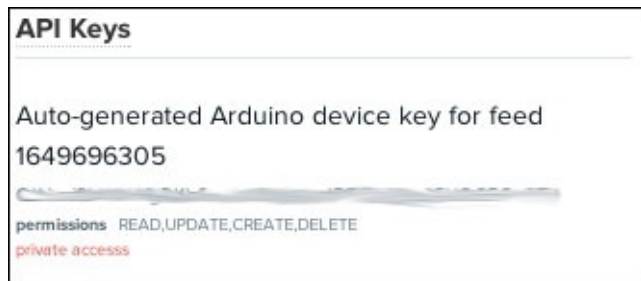 API Keys
Auto-generated Arduino device key for feed
1649696305
permissions READ,UPDATE,CREATE,DELETE
private accesss